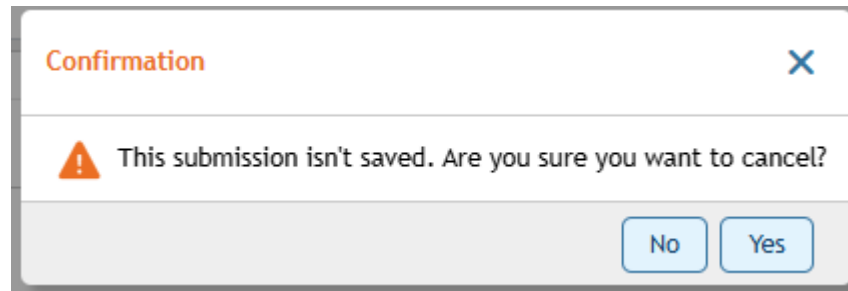 Confirmation
This submission isn't saved. Are you sure you want to cancel?
No
Yes